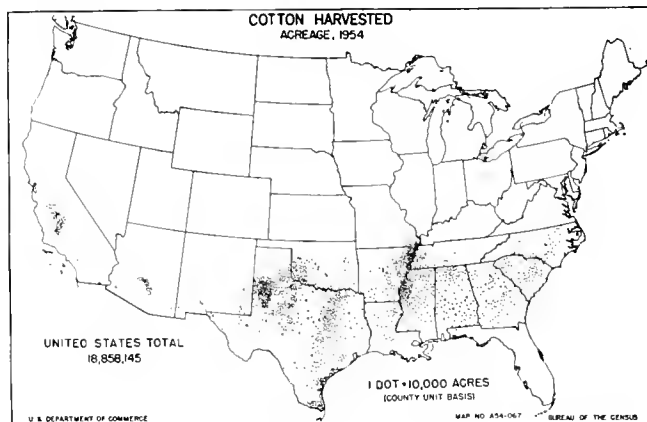 COTTON HARVESTED
ACREAGE, 1954
UNITED STATES TOTAL
18,858,145
1 DOT = 10,000 ACRES
(COUNTY UNIT BASIS)
U. S. DEPARTMENT OF COMMERCE
MAP NO. A54-067
BUREAU OF THE CENSUS